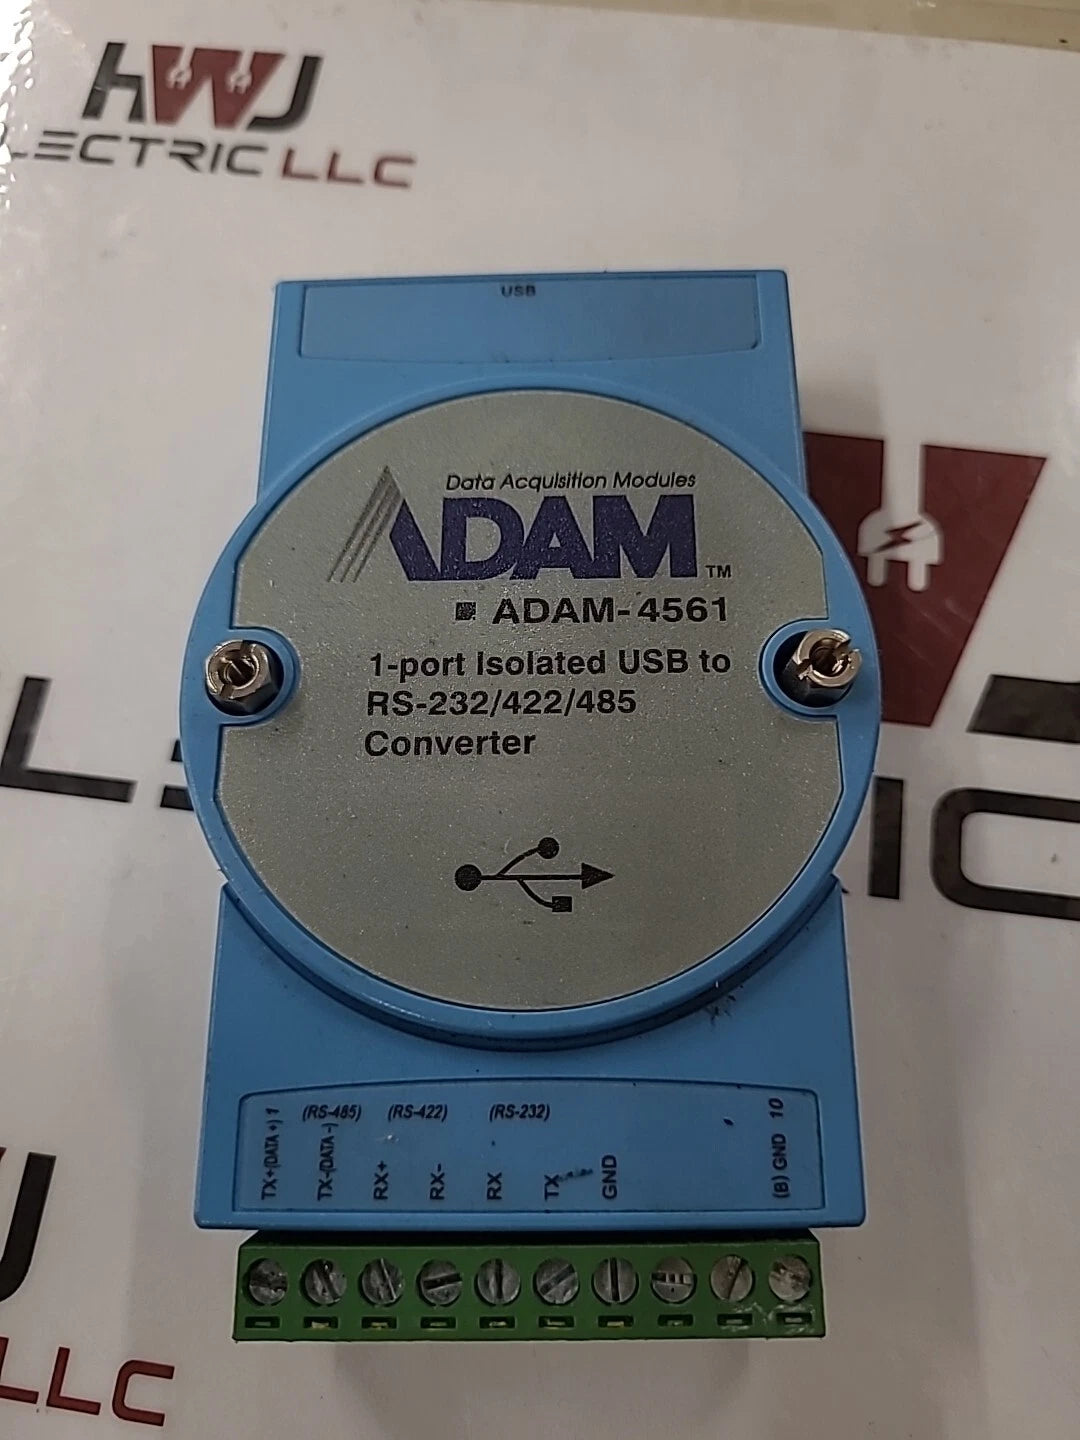 HWJ
LECTRIC LLC
USB
Data Acquisition Modules
ADAM™
ADAM-4561
1-port Isolated USB to
RS-232/422/485
Converter
L
IC
(RS-485) (RS-422) (RS-232)
TX+(DATA +) 1
TX-(DATA -)
RX+
RX-
RX
TX
GND
(B) GND 10
J
LLC